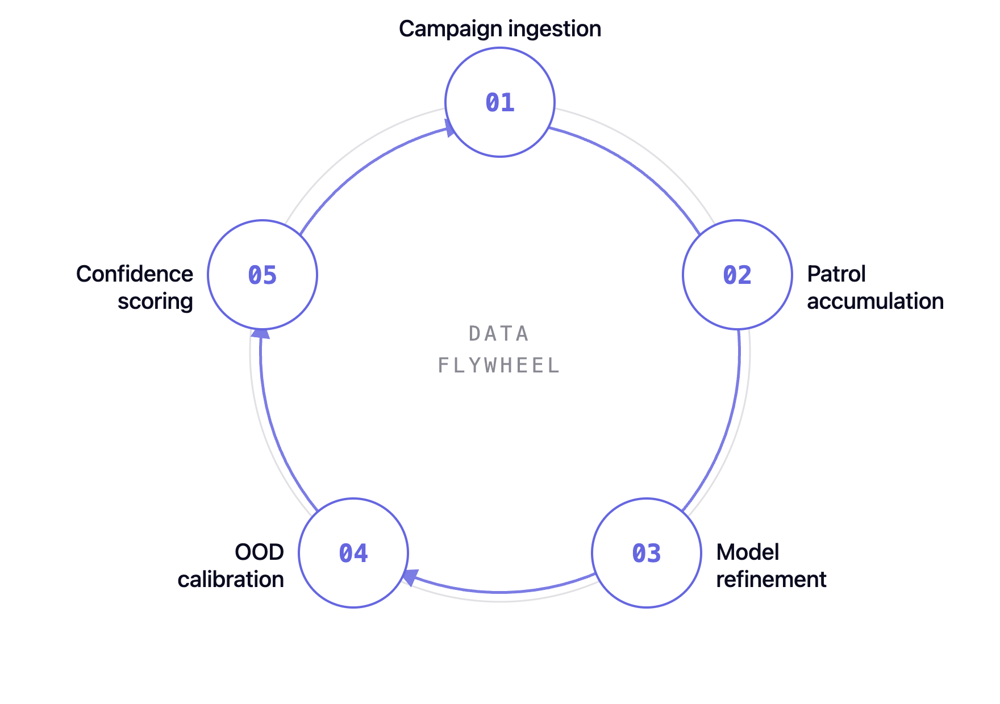 Campaign ingestion
01
02
Patrol
accumulation
03
Model
refinement
04
OOD
calibration
05
Confidence
scoring
DATA
FLYWHEEL